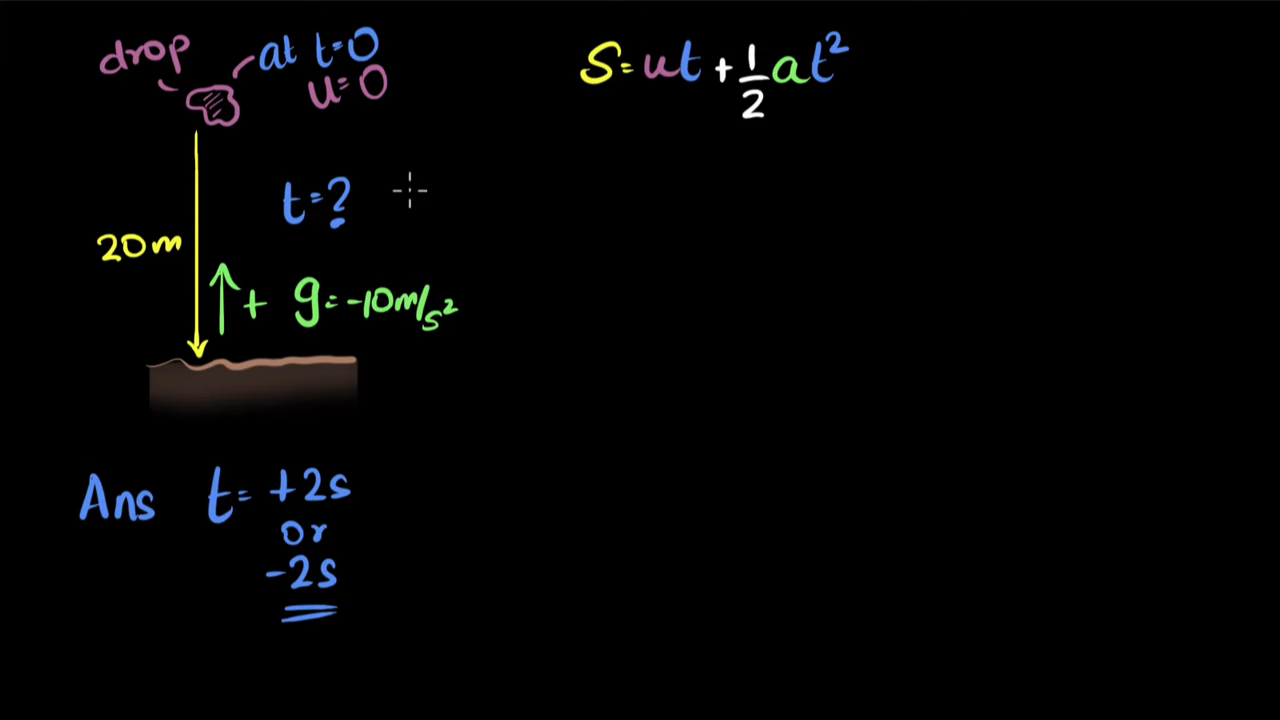 drop
at t=0
u=0
S=ut+½at²
t=?
20m
+ g=-10m/s²
Ans t= +2s
or
-2s